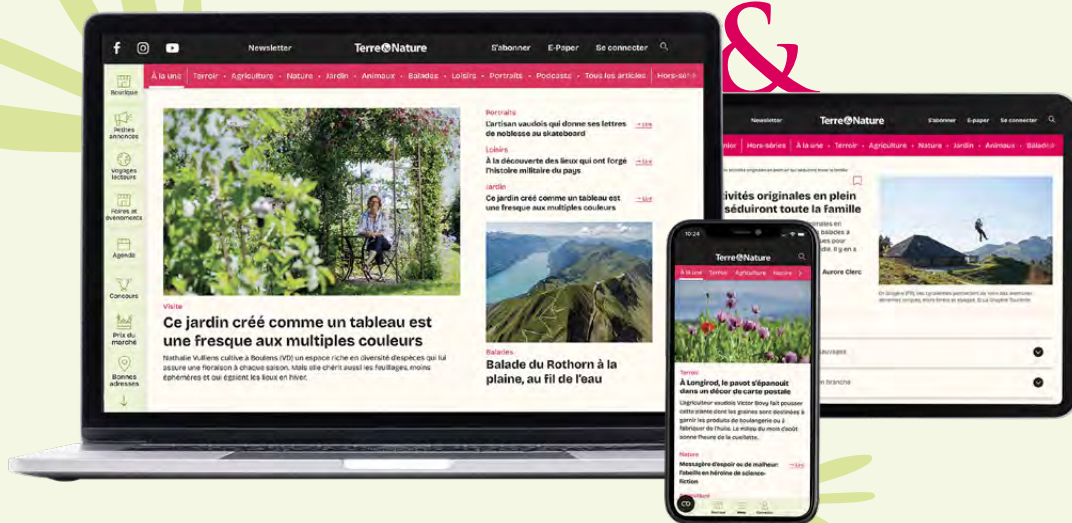 &
Newsletter
Terre&Nature
S'abonner
E-Paper
Se connecter
À la une
Terroir • Agriculture • Nature • Jardin • Animaux • Balades • Loisirs • Portraits • Podcasts • Tous les articles
Boutique
Petites
annonces
Voyages
lecteurs
Foires et
événements
Agenda
Concours
Prix du
marché
Bonnes
adresses
Visite
Ce jardin créé comme un tableau est
une fresque aux multiples couleurs
Nathalie Vulliens cultive à Boulens (VD) un espace riche en diversité d'espèces qui lui
assure une floraison à chaque saison. Mais elle chérit aussi les feuillages, moins
éphémères et qui égaient les lieux en hiver.
Portraits
L'artisan vaudois qui donne ses lettres
de noblesse au skateboard
Loisirs
À la découverte des lieux qui ont forgé
l'histoire militaire du pays
Jardin
Ce jardin créé comme un tableau est
une fresque aux multiples couleurs
Balades
Balade du Rothorn à la
plaine, au fil de l'eau
Newsletter
Terre&Nature
S'abonner
E-paper
Se connecter
Hors-séries
À la une • Terroir • Agriculture • Nature • Jardin • Animaux
originales en plein
séduiront toute la famille
Aurore Clerc
branche
10:24
Terre&Nature
À la une
Terroir
Agriculture
Nature
Terroir
À Longirod, le pavot s'épanouit
dans un décor de carte postale
L'agriculteur vaudois Victor Bovy fait pousser
cette plante dont les graines sont destinées à
garnir les produits de boulangerie ou à
fabriquer de l'huile. Le milieu du mois d'août
sonne l'heure de la cueillette.
Nature
Messagère d'espoir ou de malheur:
l'abeille en héroïne de science-
fiction